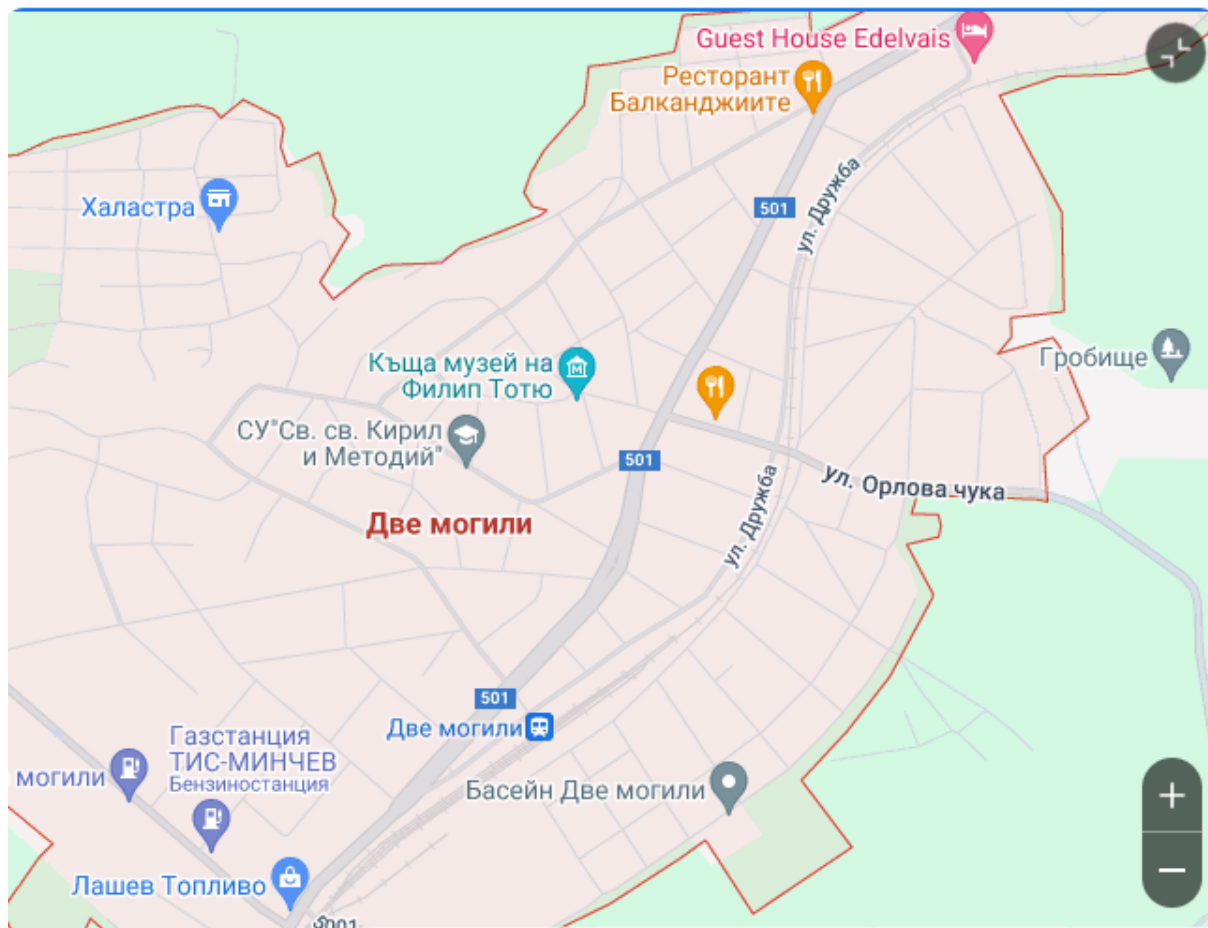 Guest House Edelvais
Ресторант
Балканджиите
Халастра
501
ул. Дружба
Къща музей на
Филип Тотю
Гробище
СУ"Св. св. Кирил
и Методий"
501
ул. Орлова чука
Две могили
ул. Дружба
501
Две могили
Газстанция
ТИС-МИНЧЕВ
Бензиностанция
могили
Басейн Две могили
Лашев Топливо
5001